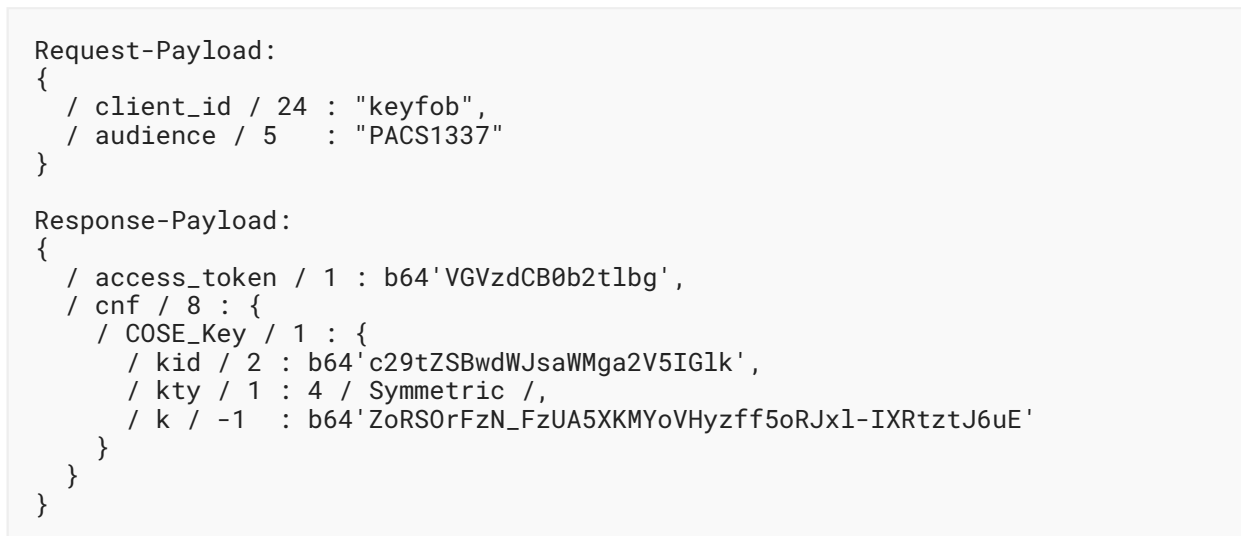 Request-Payload:
{
  / client_id / 24 : "keyfob",
  / audience / 5   : "PACS1337"
}

Response-Payload:
{
  / access_token / 1 : b64'VGVzdCB0b2tlbg',
  / cnf / 8 : {
    / COSE_Key / 1 : {
      / kid / 2 : b64'c29tZSBwdWJsaWMga2V5IGlk',
      / kty / 1 : 4 / Symmetric /,
      / k / -1  : b64'ZoRSOrFzN_FzUA5XKMYoVHyzff5oRJxl-IXRtztJ6uE'
    }
  }
}